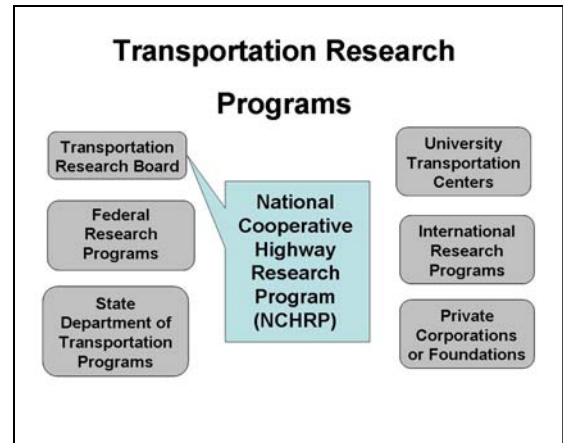 Transportation Research
Programs
Transportation
Research Board
Federal
Research
Programs
State
Department of
Transportation
Programs
National
Cooperative
Highway
Research
Program
(NCHRP)
University
Transportation
Centers
International
Research
Programs
Private
Corporations
or Foundations